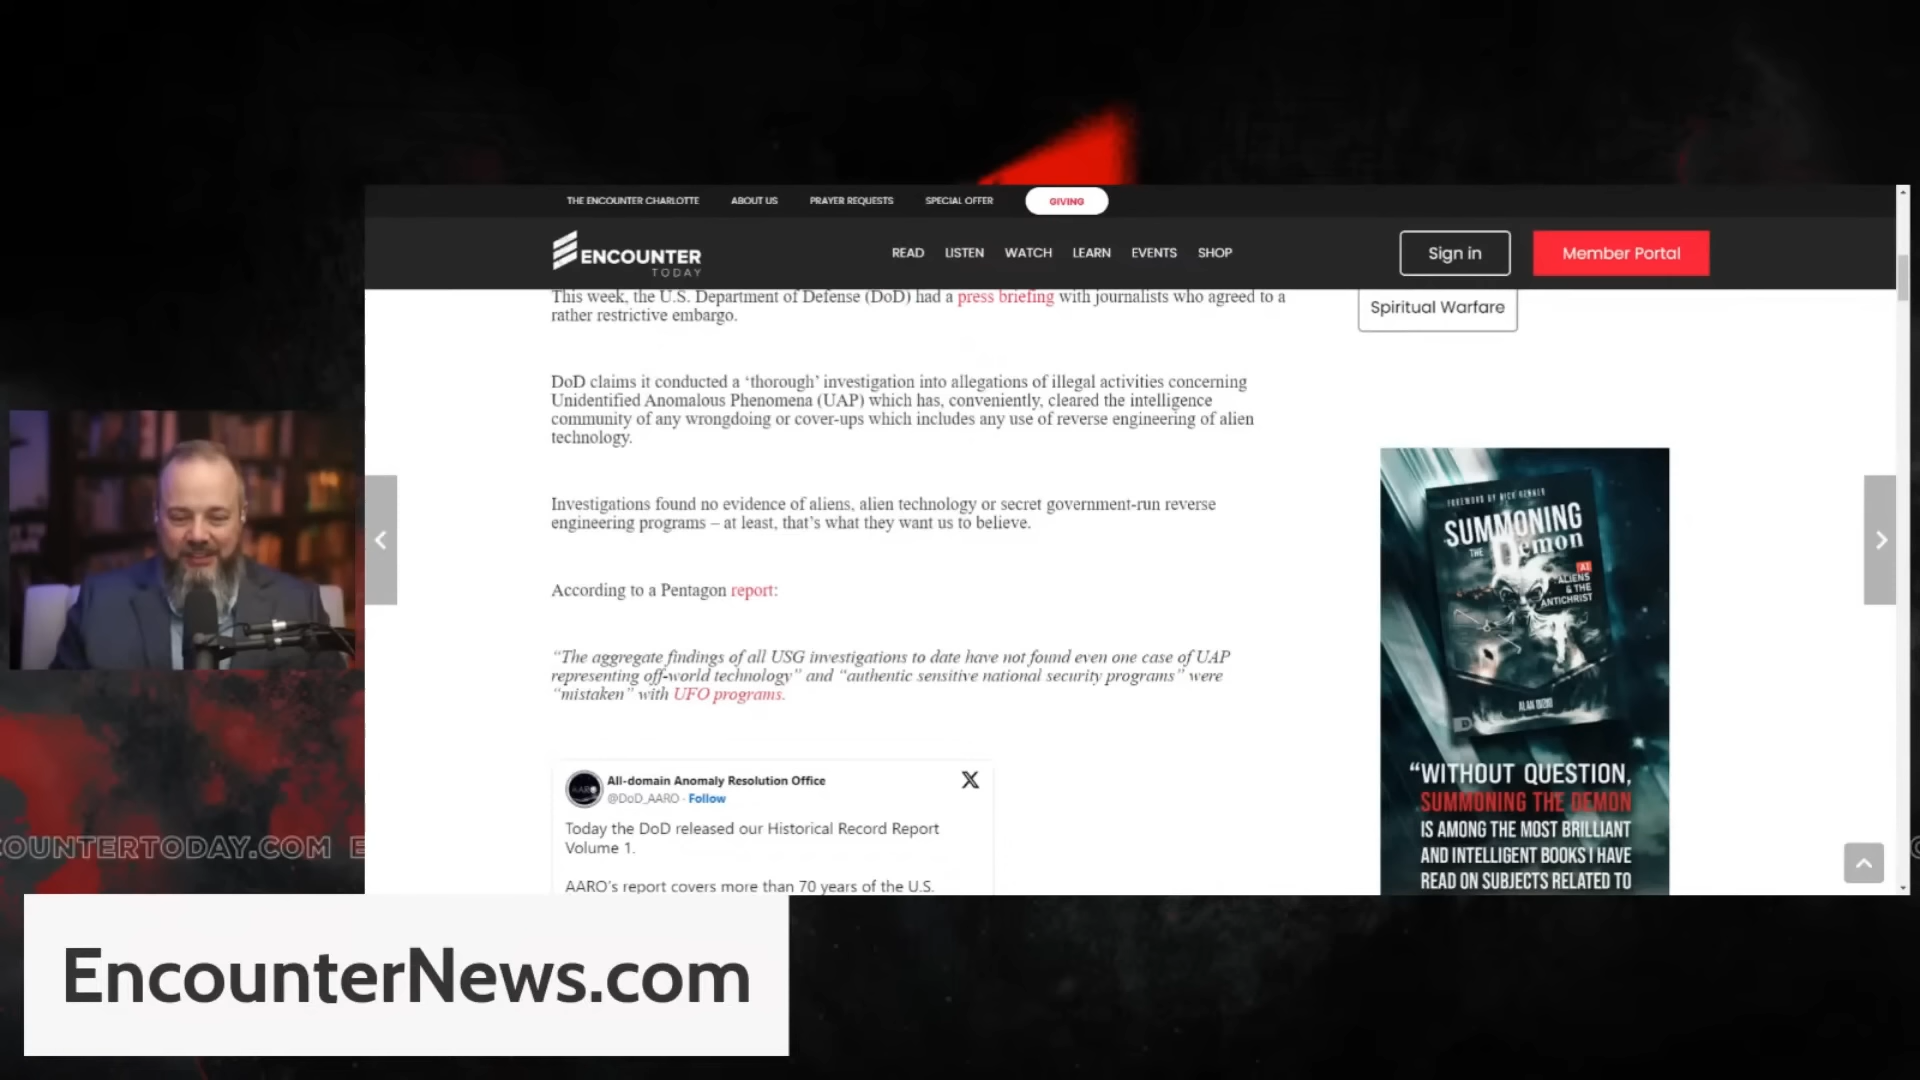 THE ENCOUNTER CHARLOTTE
ABOUT US
PRAYER REQUESTS
SPECIAL OFFER
GIVING
ENCOUNTER
TODAY
READ
LISTEN
WATCH
LEARN
EVENTS
SHOP
Sign in
Member Portal
This week, the U.S. Department of Defense (DoD) had a press briefing with journalists who agreed to a
rather restrictive embargo.
DoD claims it conducted a ‘thorough’ investigation into allegations of illegal activities concerning
Unidentified Anomalous Phenomena (UAP) which has, conveniently, cleared the intelligence
community of any wrongdoing or cover-ups which includes any use of reverse engineering of alien
technology.
Investigations found no evidence of aliens, alien technology or secret government-run reverse
engineering programs – at least, that’s what they want us to believe.
According to a Pentagon report:
“The aggregate findings of all USG investigations to date have not found even one case of UAP
representing off-world technology” and “authentic sensitive national security programs” were
“mistaken” with UFO programs.
All-domain Anomaly Resolution Office
@DoD_AARO · Follow
Today the DoD released our Historical Record Report
Volume 1.
AARO’s report covers more than 70 years of the U.S.
Spiritual Warfare
FOREWORD BY RICK RENNER
SUMMONING
THE Demon
AI
ALIENS
& THE
ANTICHRIST
“WITHOUT QUESTION,
SUMMONING THE DEMON
IS AMONG THE MOST BRILLIANT
AND INTELLIGENT BOOKS I HAVE
READ ON SUBJECTS RELATED TO
OUNTERTODAY.COM E
EncounterNews.com